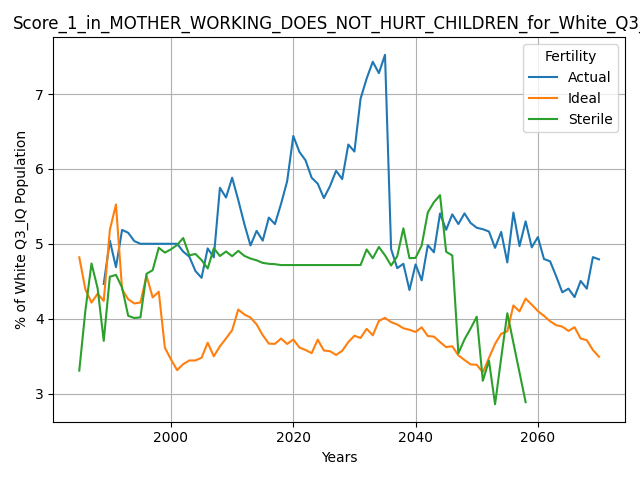 Score_1_in_MOTHER_WORKING_DOES_NOT_HURT_CHILDREN_for_White_Q3_
Fertility
Actual
Ideal
Sterile
% of White Q3_IQ Population
7
6
5
4
3
2000 2020 2040 2060
Years